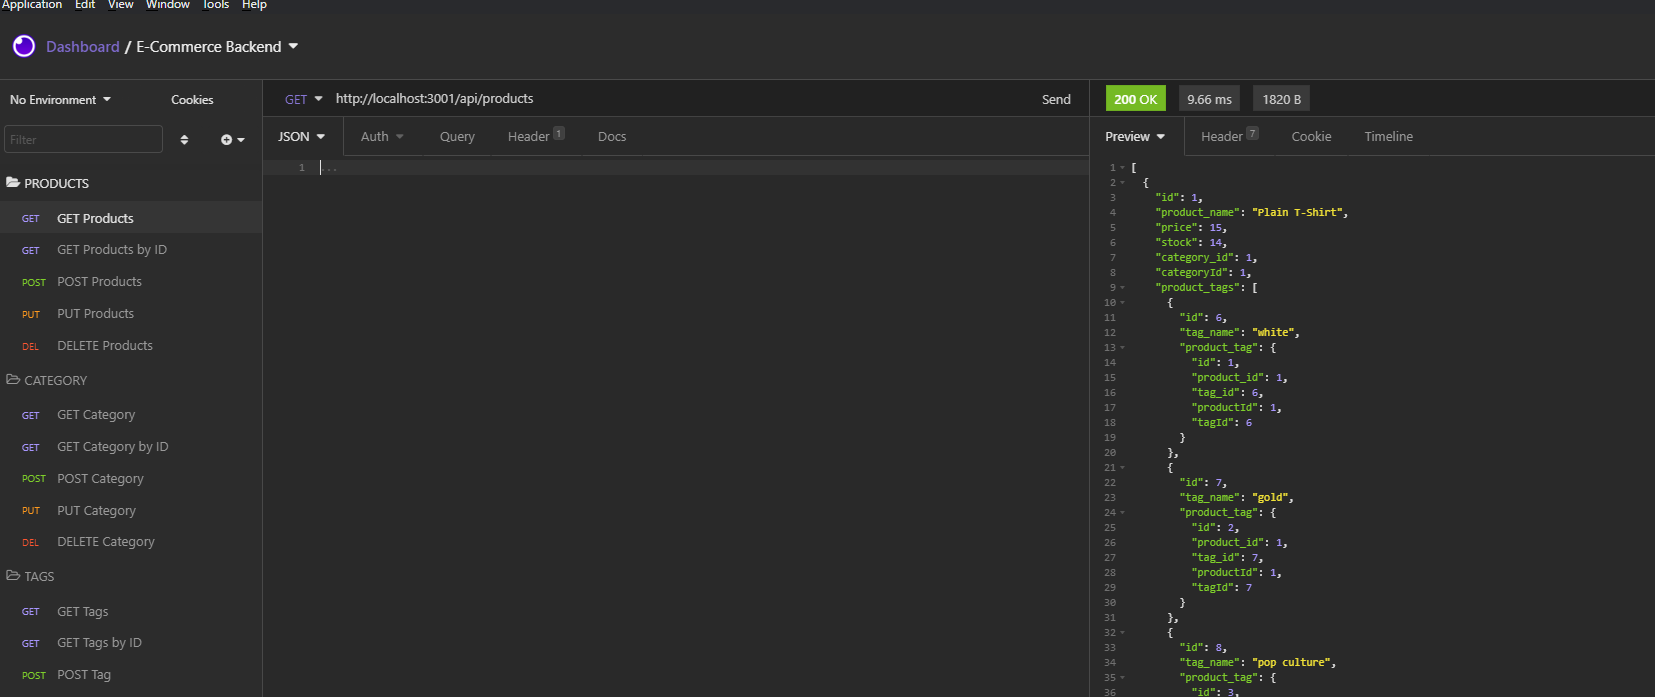 Application Edit View Window Tools Help
Dashboard / E-Commerce Backend
No Environment
Cookies
Filter
PRODUCTS
GET GET Products
GET GET Products by ID
POST POST Products
PUT PUT Products
DEL DELETE Products
CATEGORY
GET GET Category
GET GET Category by ID
POST POST Category
PUT PUT Category
DEL DELETE Category
TAGS
GET GET Tags
GET GET Tags by ID
POST POST Tag
GET http://localhost:3001/api/products Send
JSON Auth Query Header 1 Docs
1 ...
200 OK 9.66 ms 1820 B
Preview Header 7 Cookie Timeline
1 [
2 {
3 "id": 1,
4 "product_name": "Plain T-Shirt",
5 "price": 15,
6 "stock": 14,
7 "category_id": 1,
8 "categoryId": 1,
9 "product_tags": [
10 {
11 "id": 6,
12 "tag_name": "white",
13 "product_tag": {
14 "id": 1,
15 "product_id": 1,
16 "tag_id": 6,
17 "productId": 1,
18 "tagId": 6
19 }
20 },
21 {
22 "id": 7,
23 "tag_name": "gold",
24 "product_tag": {
25 "id": 2,
26 "product_id": 1,
27 "tag_id": 7,
28 "productId": 1,
29 "tagId": 7
30 }
31 },
32 {
33 "id": 8,
34 "tag_name": "pop culture",
35 "product_tag": {
36 "id": 3,